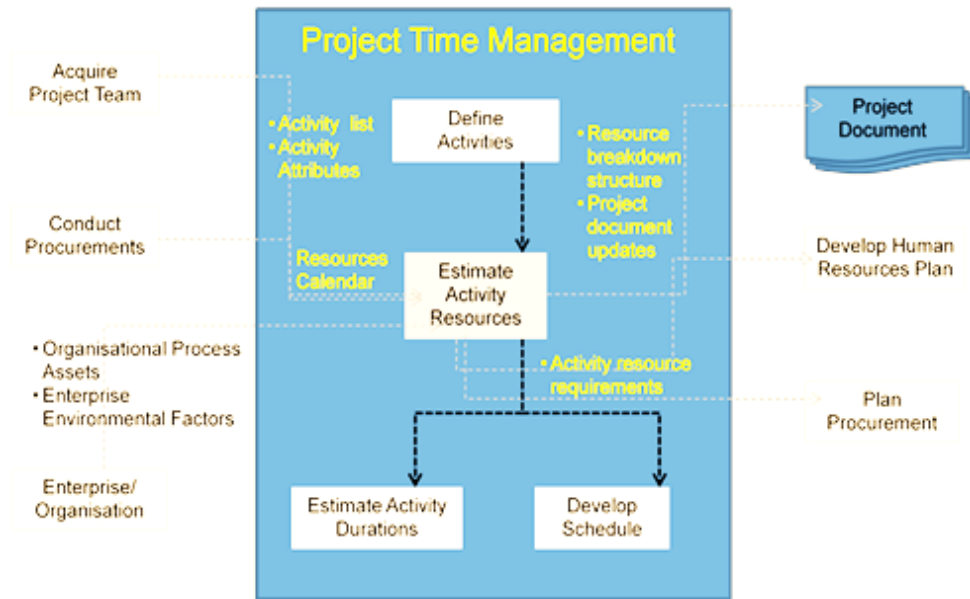 Project Time Management
Acquire
Project Team
• Activity list
• Activity
Attributes
Define
Activities
• Resource
breakdown
structure
• Project
document
updates
Project
Document
Conduct
Procurements
Resources
Calendar
Estimate
Activity
Resources
Develop Human
Resources Plan
• Organisational Process
Assets
• Enterprise
Environmental Factors
• Activity resource
requirements
Plan
Procurement
Enterprise/
Organisation
Estimate Activity
Durations
Develop
Schedule